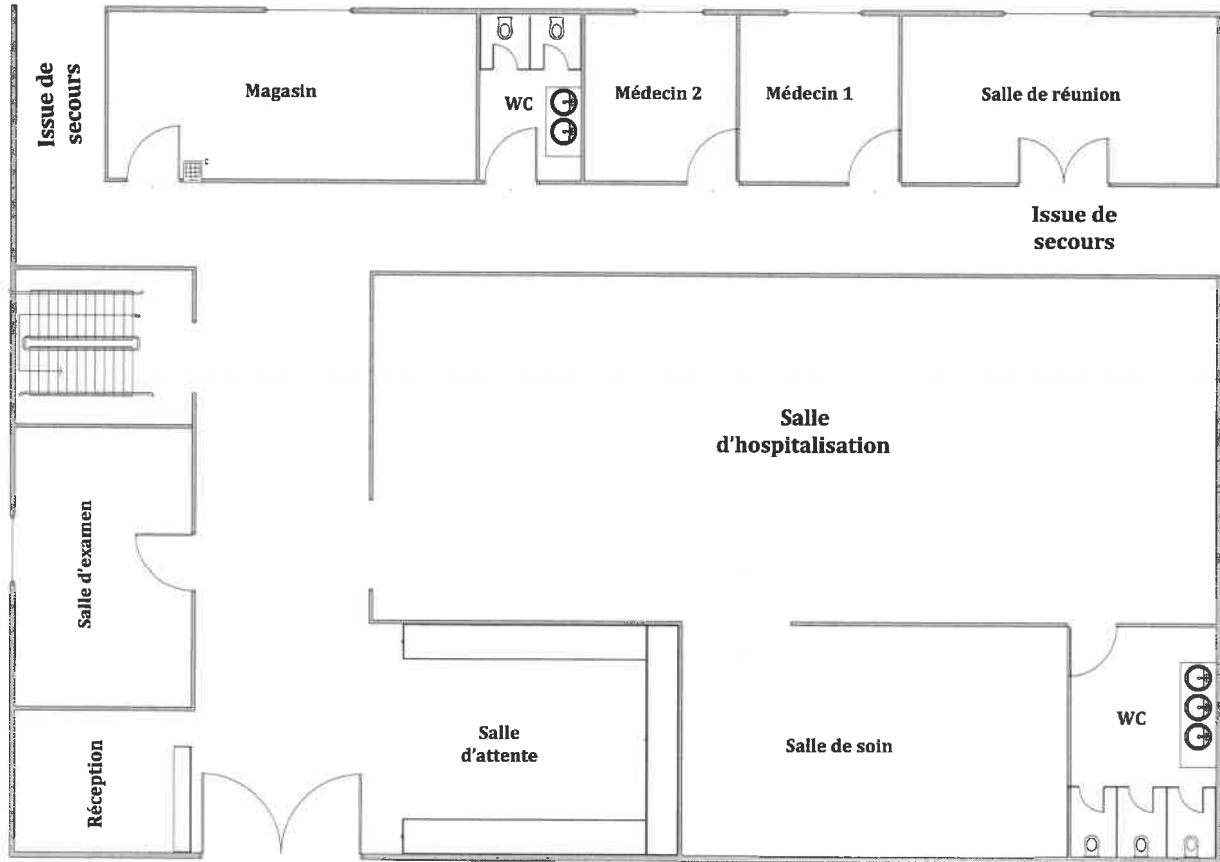 Issue de
secours
Magasin
c
WC
Médecin 2
Médecin 1
Salle de réunion
Issue de
secours
Salle
d'hospitalisation
Salle d'examen
Réception
Salle
d'attente
Salle de soin
WC